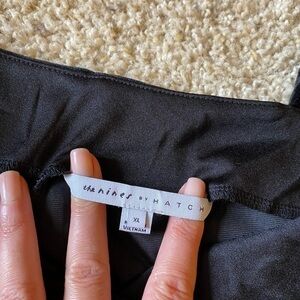 the nines BY HATCH
XL
VIETNAM